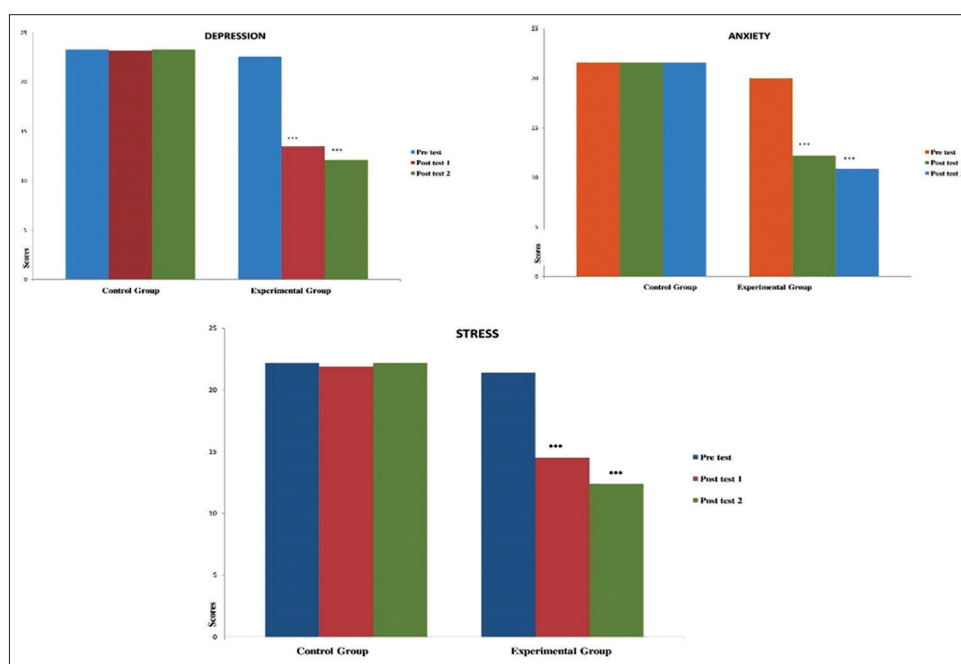 DEPRESSION
25
20
15
10
5
0
Scores
***
***
Control Group
Experimental Group
Pre test
Post test 1
Post test 2
ANXIETY
25
20
15
10
5
0
Scores
***
***
Control Group
Experimental Group
Pre test
Post test
Post test
STRESS
25
20
15
10
5
0
Scores
***
***
Control Group
Experimental Group
Pre test
Post test 1
Post test 2